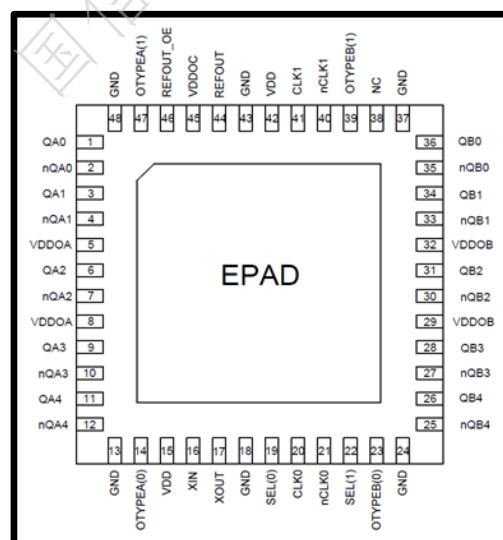 国信
GND OTYPEA(1) REFOUT_OE VDDOC REFOUT GND VDD CLK1 nCLK1 OTYPEB(1) NC GND
48 47 46 45 44 43 42 41 40 39 38 37
QA0 1 36 QB0
nQA0 2 35 nQB0
QA1 3 34 QB1
nQA1 4 33 nQB1
VDDOA 5 32 VDDOB
QA2 6 31 QB2
EPAD
nQA2 7 30 nQB2
VDDOA 8 29 VDDOB
QA3 9 28 QB3
nQA3 10 27 nQB3
QA4 11 26 QB4
nQA4 12 25 nQB4
13 14 15 16 17 18 19 20 21 22 23 24
GND OTYPEA(0) VDD XIN XOUT GND SEL(0) CLK0 nCLK0 SEL(1) OTYPEB(0) GND